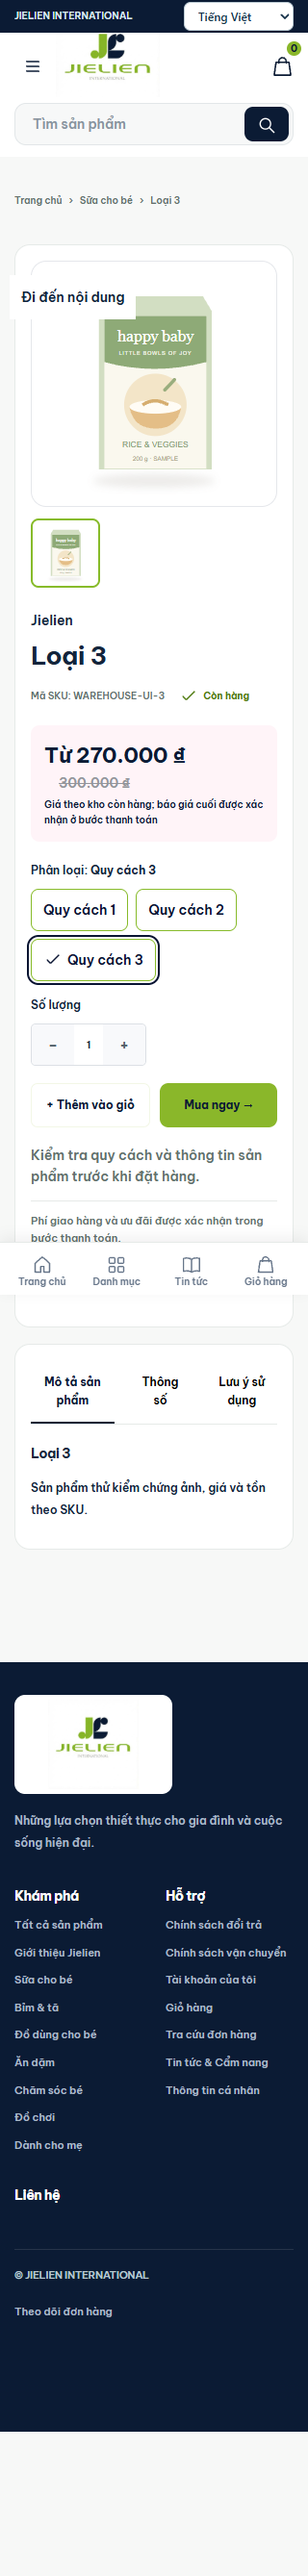 JIELIEN INTERNATIONAL
Tiếng Việt
JIELIEN
INTERNATIONAL
0
Tìm sản phẩm
Trang chủ › Sữa cho bé › Loại 3
Đi đến nội dung
happy baby
LITTLE BOWLS OF JOY
RICE & VEGGIES
200 g · SAMPLE
happy baby
Jielien
Loại 3
Mã SKU: WAREHOUSE-UI-3
Còn hàng
Từ 270.000 ₫
300.000 ₫
Giá theo kho còn hàng; báo giá cuối được xác
nhận ở bước thanh toán
Phân loại: Quy cách 3
Quy cách 1
Quy cách 2
Quy cách 3
Số lượng
− 1 +
+ Thêm vào giỏ
Mua ngay →
Kiểm tra quy cách và thông tin sản
phẩm trước khi đặt hàng.
Phí giao hàng và ưu đãi được xác nhận trong
bước thanh toán.
Trang chủ
Danh mục
Tin tức
Giỏ hàng
Mô tả sản
phẩm
Thông
số
Lưu ý sử
dụng
Loại 3
Sản phẩm thử kiểm chứng ảnh, giá và tồn
theo SKU.
JIELIEN
INTERNATIONAL
Những lựa chọn thiết thực cho gia đình và cuộc
sống hiện đại.
Khám phá
Tất cả sản phẩm
Giới thiệu Jielien
Sữa cho bé
Bỉm & tã
Đồ dùng cho bé
Ăn dặm
Chăm sóc bé
Đồ chơi
Dành cho mẹ
Hỗ trợ
Chính sách đổi trả
Chính sách vận chuyển
Tài khoản của tôi
Giỏ hàng
Tra cứu đơn hàng
Tin tức & Cẩm nang
Thông tin cá nhân
Liên hệ
© JIELIEN INTERNATIONAL
Theo dõi đơn hàng